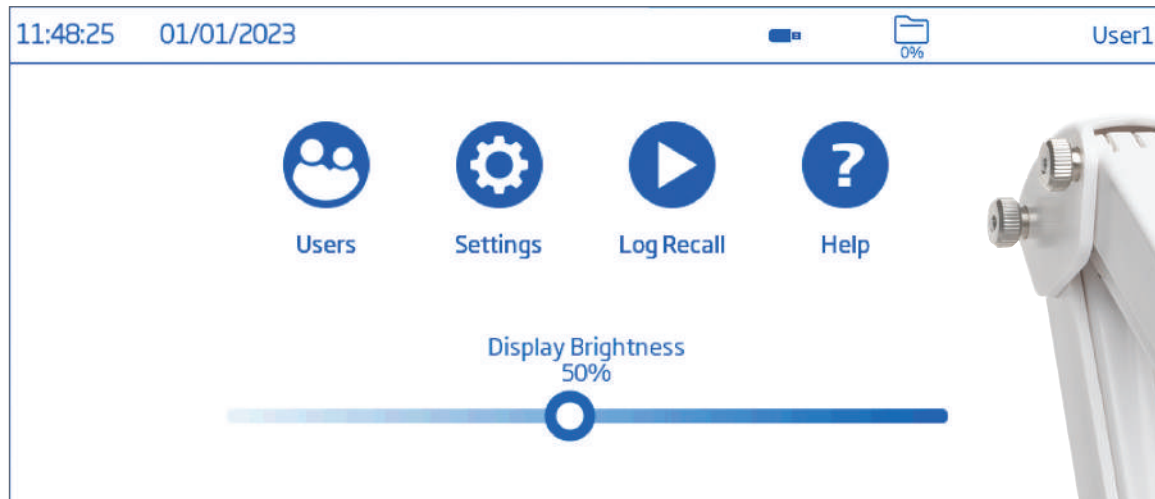 11:48:25 01/01/2023 0% User1
Users Settings Log Recall Help
Display Brightness
50%